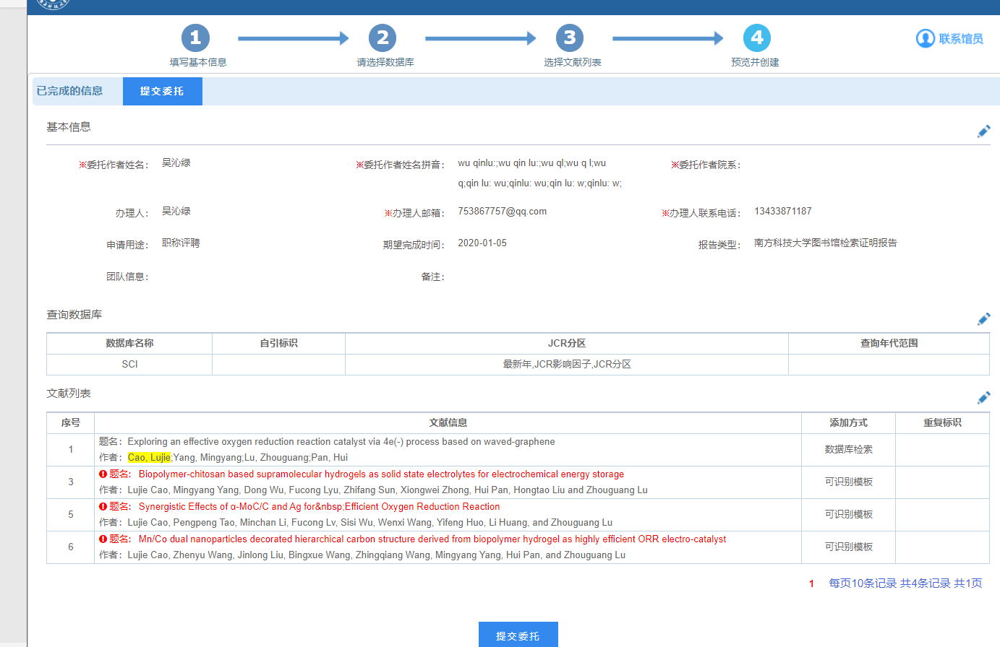 1
2
3
4
填写基本信息
请选择数据库
选择文献列表
预览并创建
联系馆员
已完成的信息
提交委托
基本信息
※委托作者姓名： 吴沁绿
※委托作者姓名拼音： wu qinlu:;wu qin lu:;wu ql;wu q l;wu
q;qin lu: wu;qinlu: wu;qin lu: w;qinlu: w;
※委托作者院系：
办理人： 吴沁绿
※办理人邮箱： 753867757@qq.com
※办理人联系电话： 13433871187
申请用途： 职称评聘
期望完成时间： 2020-01-05
报告类型： 南方科技大学图书馆检索证明报告
团队信息：
备注：
查询数据库
数据库名称 自引标识 JCR分区 查询年代范围
SCI 最新年,JCR影响因子,JCR分区
文献列表
序号 文献信息 添加方式 重复标识
1
题名： Exploring an effective oxygen reduction reaction catalyst via 4e(-) process based on waved-graphene
作者： Cao, Lujie;Yang, Mingyang;Lu, Zhouguang;Pan, Hui
数据库检索
3
题名： Biopolymer-chitosan based supramolecular hydrogels as solid state electrolytes for electrochemical energy storage
作者： Lujie Cao, Mingyang Yang, Dong Wu, Fucong Lyu, Zhifang Sun, Xiongwei Zhong, Hui Pan, Hongtao Liu and Zhouguang Lu
可识别模板
5
题名： Synergistic Effects of α-MoC/C and Ag for&nbsp;Efficient Oxygen Reduction Reaction
作者： Lujie Cao, Pengpeng Tao, Minchan Li, Fucong Lv, Sisi Wu, Wenxi Wang, Yifeng Huo, Li Huang, and Zhouguang Lu
可识别模板
6
题名： Mn/Co dual nanoparticles decorated hierarchical carbon structure derived from biopolymer hydrogel as highly efficient ORR electro-catalyst
作者： Lujie Cao, Zhenyu Wang, Jinlong Liu, Bingxue Wang, Zhingqiang Wang, Mingyang Yang, Hui Pan, and Zhouguang Lu
可识别模板
1 每页10条记录 共4条记录 共1页
提交委托